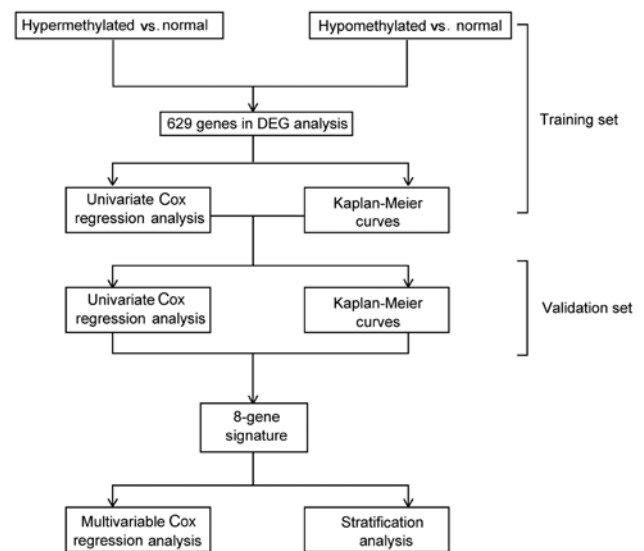 Hypermethylated vs. normal
Hypomethylated vs. normal
629 genes in DEG analysis
Training set
Univariate Cox
regression analysis
Kaplan-Meier
curves
Univariate Cox
regression analysis
Kaplan-Meier
curves
Validation set
8-gene
signature
Multivariable Cox
regression analysis
Stratification
analysis